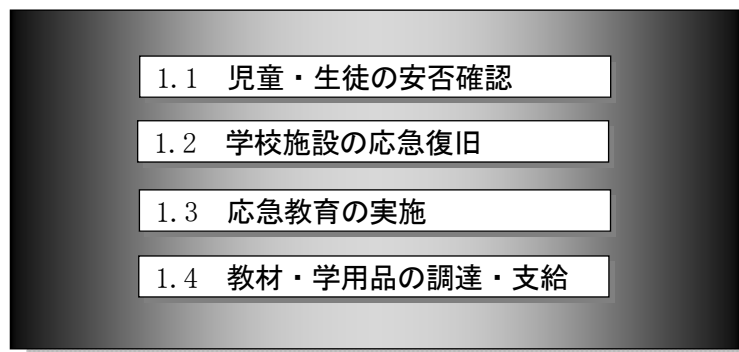 1.1 児童・生徒の安否確認
1.2 学校施設の応急復旧
1.3 応急教育の実施
1.4 教材・学用品の調達・支給